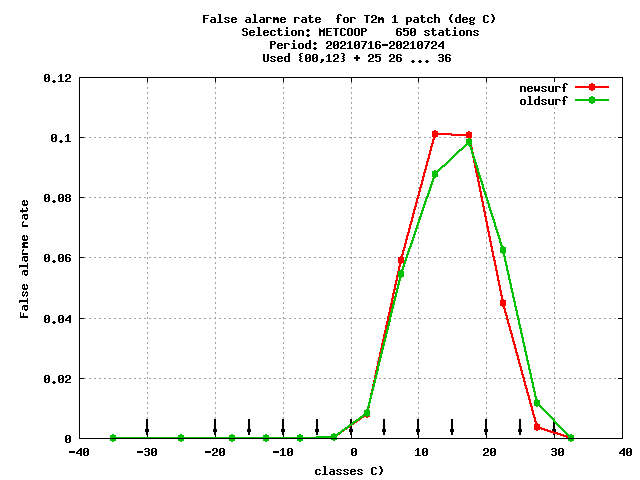 False alarme rate  for T2m 1 patch (deg C)
Selection: METCOOP    650 stations
Period: 20210716-20210724
Used {00,12} + 25 26 ... 36
0.12
0.1
0.08
0.06
0.04
0.02
0
False alarme rate
newsurf
oldsurf
-40 -30 -20 -10 0 10 20 30 40
classes C)